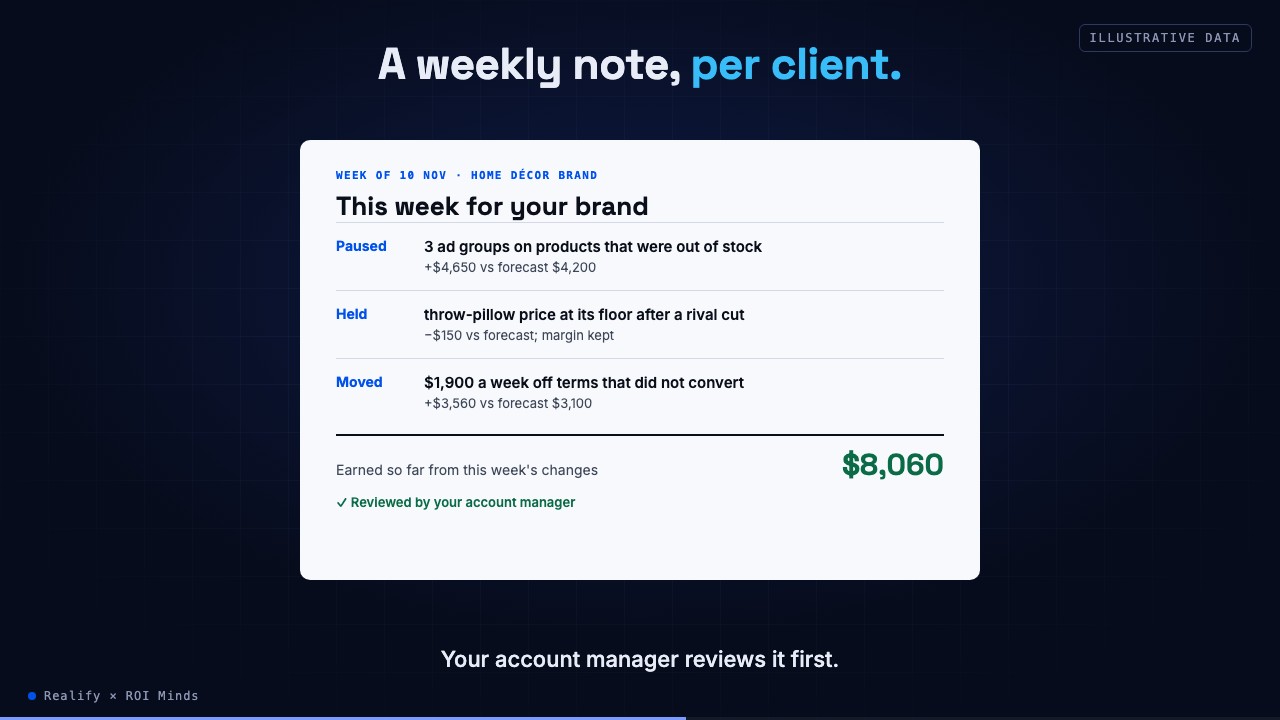 ILLUSTRATIVE DATA
A weekly note, per client.
WEEK OF 10 NOV · HOME DÉCOR BRAND
This week for your brand
Paused
3 ad groups on products that were out of stock
+$4,650 vs forecast $4,200
Held
throw-pillow price at its floor after a rival cut
−$150 vs forecast; margin kept
Moved
$1,900 a week off terms that did not convert
+$3,560 vs forecast $3,100
Earned so far from this week's changes
$8,060
✓ Reviewed by your account manager
Your account manager reviews it first.
Realify × ROI Minds